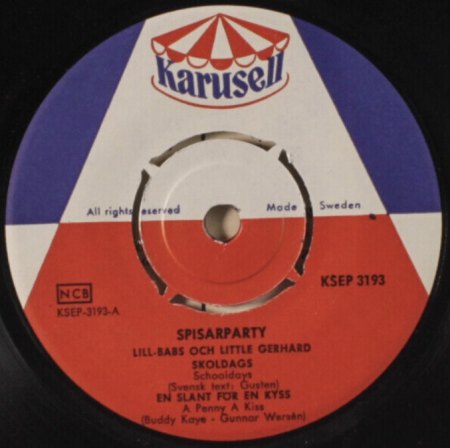 Karusell
All rights reserved Made Sweden
KSEP 3193
NCB
KSEP-3193-A
SPISARPARTY
LILL-BABS OCH LITTLE GERHARD
SKOLDAGS
Schooldays
(Svensk text: Gusten)
EN SLANT FÖR EN KYSS
A Penny A Kiss
(Buddy Kaye - Gunnar Wersén)